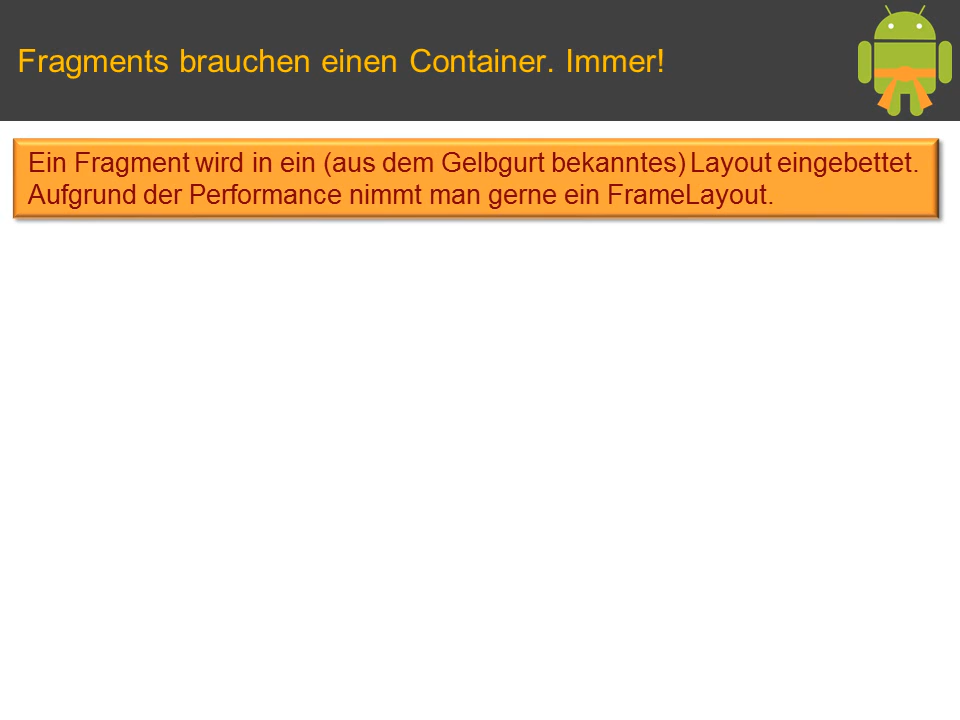 Fragments brauchen einen Container. Immer!
Ein Fragment wird in ein (aus dem Gelbgurt bekanntes) Layout eingebettet.
Aufgrund der Performance nimmt man gerne ein FrameLayout.